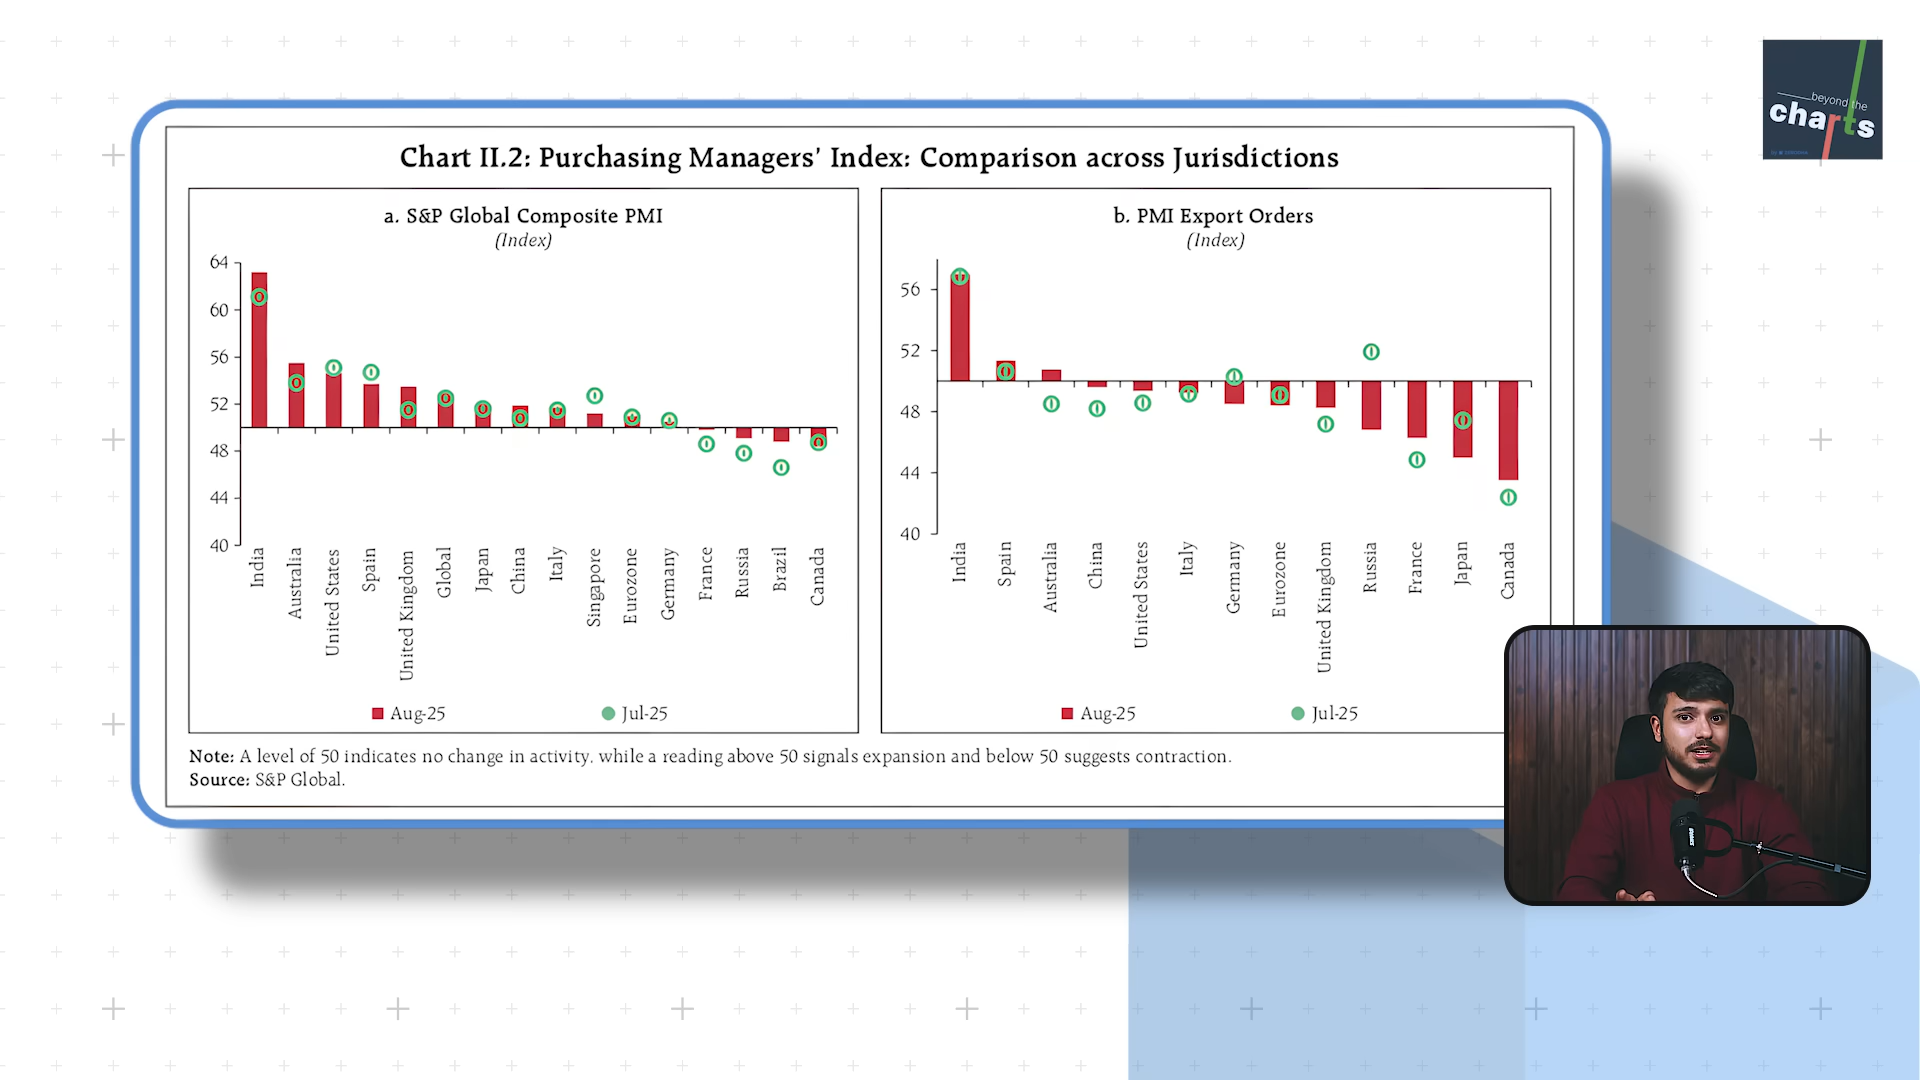 beyond the
charts
Chart II.2: Purchasing Managers' Index: Comparison across Jurisdictions
a. S&P Global Composite PMI
(Index)
64
60
56
52
48
44
40
India
Australia
United States
Spain
United Kingdom
Global
Japan
China
Italy
Singapore
Eurozone
Germany
France
Russia
Brazil
Canada
Aug-25
Jul-25
b. PMI Export Orders
(Index)
56
52
48
44
40
India
Spain
Australia
China
United States
Italy
Germany
Eurozone
United Kingdom
Russia
France
Japan
Canada
Aug-25
Jul-25
Note: A level of 50 indicates no change in activity, while a reading above 50 signals expansion and below 50 suggests contraction.
Source: S&P Global.